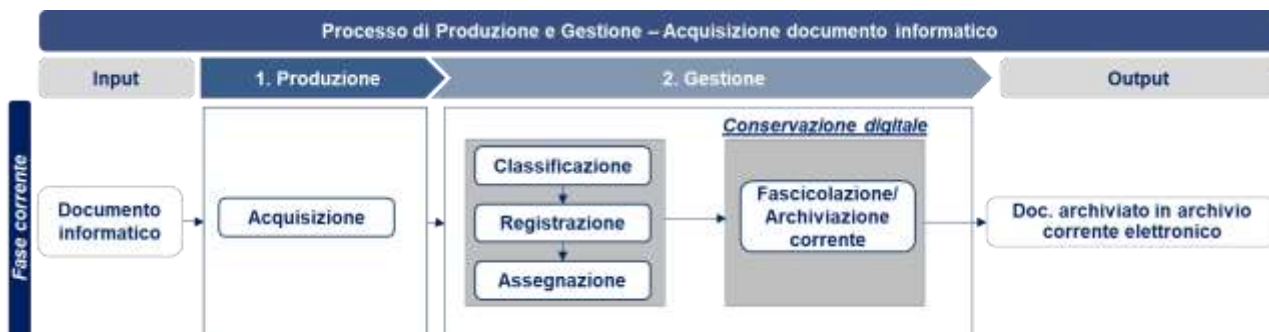 Processo di Produzione e Gestione – Acquisizione documento informatico
Input
1. Produzione
2. Gestione
Output
Fase corrente
Documento
informatico
Acquisizione
Classificazione
Registrazione
Assegnazione
Conservazione digitale
Fascicolazione/
Archiviazione
corrente
Doc. archiviato in archivio
corrente elettronico